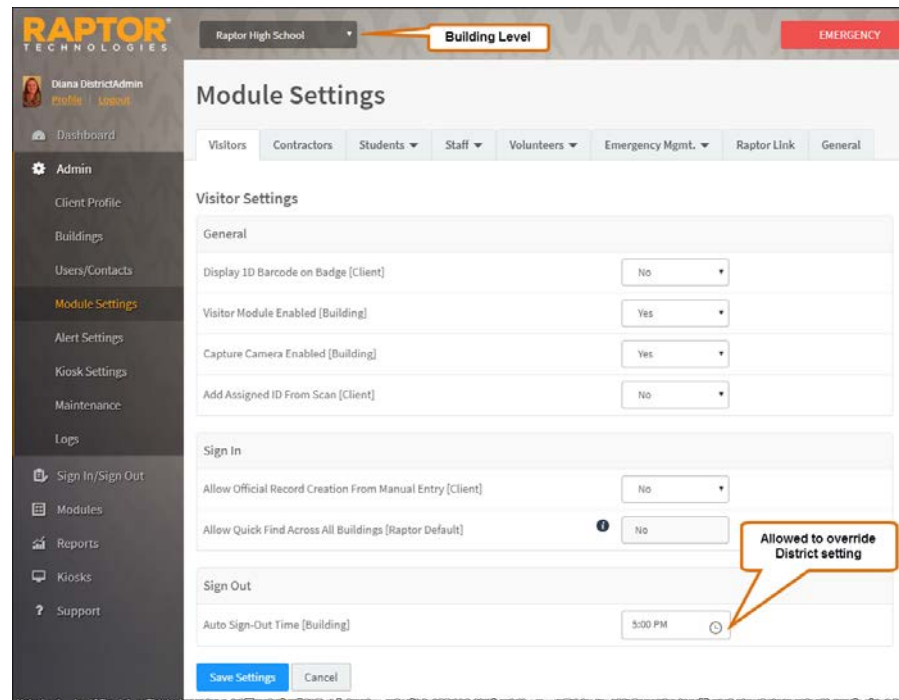 RAPTOR®
TECHNOLOGIES
Raptor High School
Building Level
EMERGENCY
Diana DistrictAdmin
Profile | Logout
Dashboard
Admin
Client Profile
Buildings
Users/Contacts
Module Settings
Alert Settings
Kiosk Settings
Maintenance
Logs
Sign In/Sign Out
Modules
Reports
Kiosks
Support
Module Settings
Visitors Contractors Students Staff Volunteers Emergency Mgmt. Raptor Link General
Visitor Settings
General
Display 1D Barcode on Badge [Client] No
Visitor Module Enabled [Building] Yes
Capture Camera Enabled [Building] Yes
Add Assigned ID From Scan [Client] No
Sign In
Allow Official Record Creation From Manual Entry [Client] No
Allow Quick Find Across All Buildings [Raptor Default] No
Allowed to override
District setting
Sign Out
Auto Sign-Out Time [Building] 5:00 PM
Save Settings Cancel